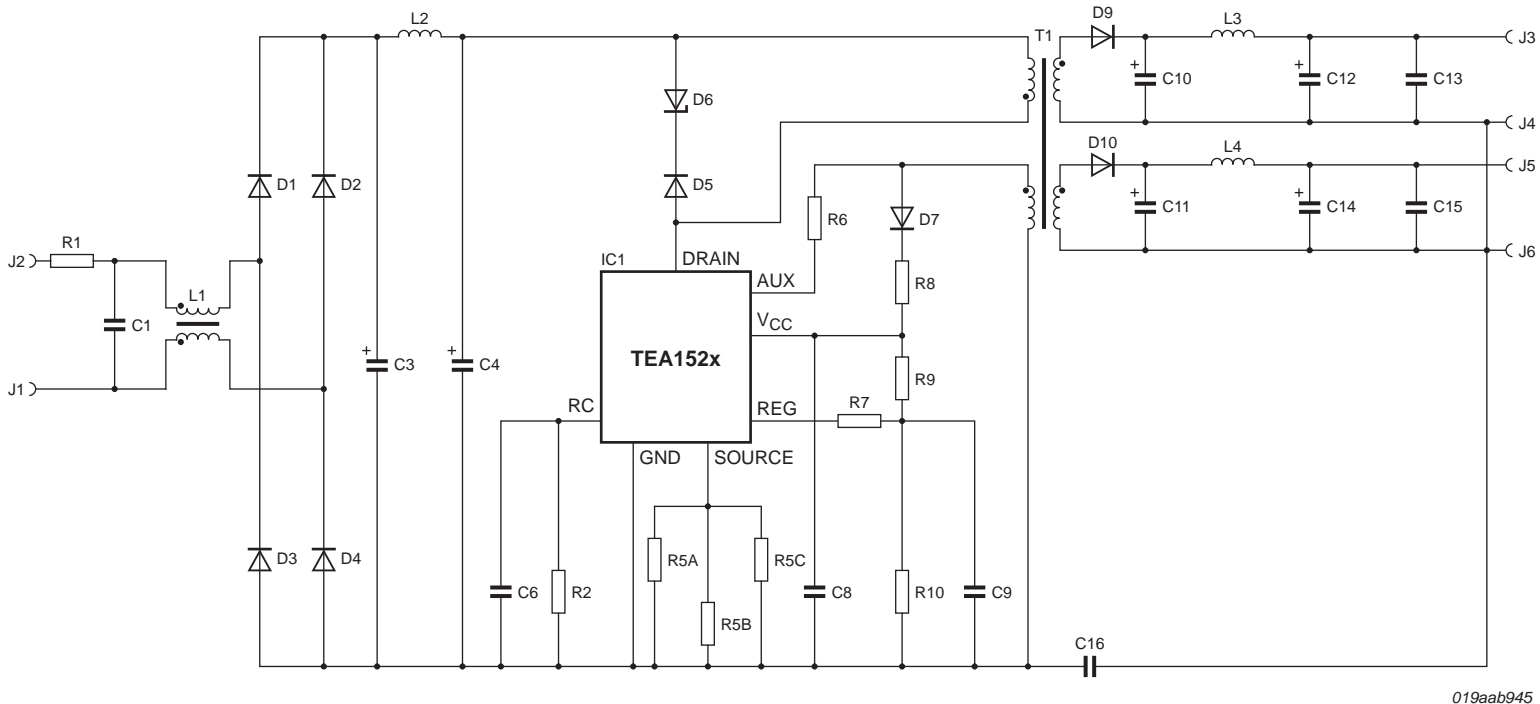 L2
D9
L3
J3
T1
D6
C10
C12
C13
J4
D10
L4
J5
D1
D2
D5
R6
D7
C11
C14
C15
R1
J2
IC1
DRAIN
J6
AUX
R8
L1
C1
VCC
TEA152x
C3
C4
R9
J1
RC
REG
R7
GND
SOURCE
D3
D4
R5A
R5C
C6
R2
C8
R10
C9
R5B
C16
019aab945
+
+
+
+
+
+